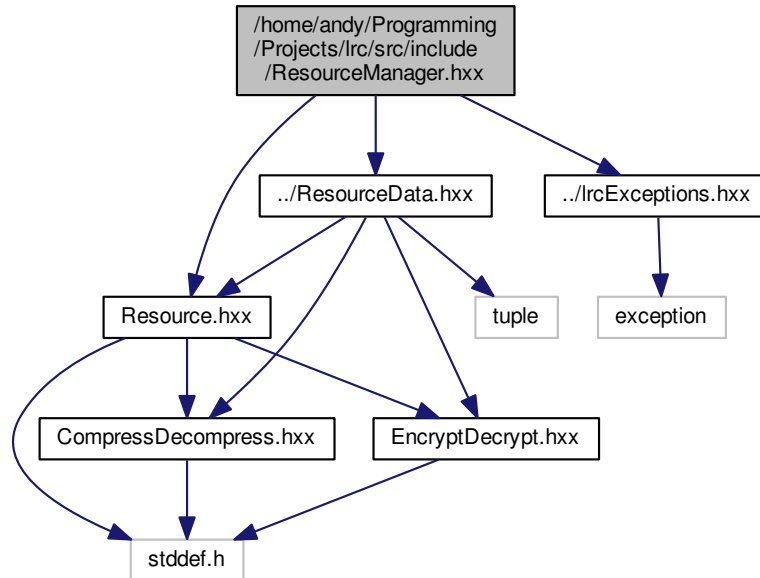 /home/andy/Programming
/Projects/lrc/src/include
/ResourceManager.hxx
../ResourceData.hxx
../lrcExceptions.hxx
Resource.hxx
tuple
exception
CompressDecompress.hxx
EncryptDecrypt.hxx
stddef.h